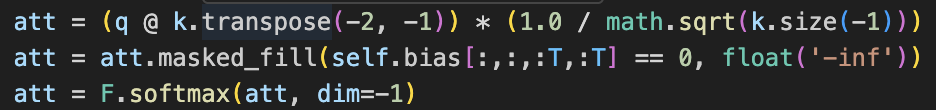 att = (q @ k.transpose(-2, -1)) * (1.0 / math.sqrt(k.size(-1)))
att = att.masked_fill(self.bias[:,:,:T,:T] == 0, float('-inf'))
att = F.softmax(att, dim=-1)